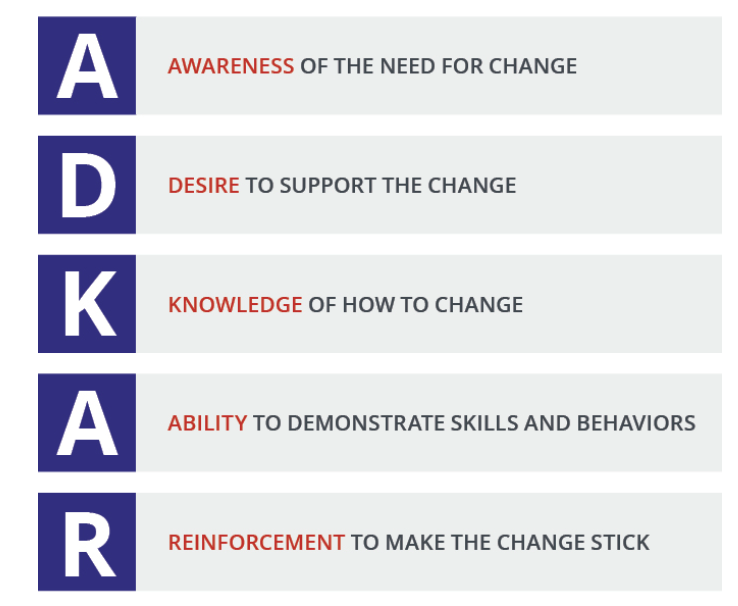 A AWARENESS OF THE NEED FOR CHANGE
D DESIRE TO SUPPORT THE CHANGE
K KNOWLEDGE OF HOW TO CHANGE
A ABILITY TO DEMONSTRATE SKILLS AND BEHAVIORS
R REINFORCEMENT TO MAKE THE CHANGE STICK